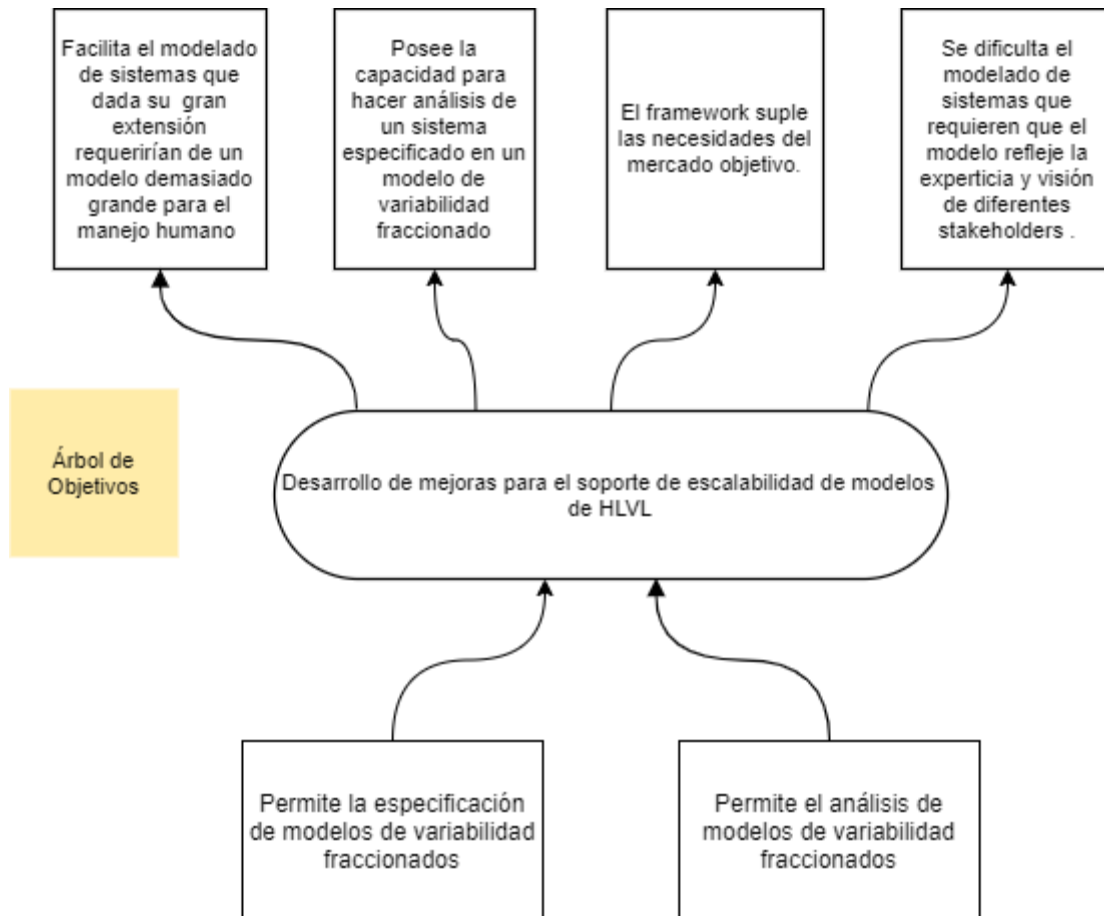 Facilita el modelado
de sistemas que
dada su gran
extensión
requerirían de un
modelo demasiado
grande para el
manejo humano
Posee la
capacidad para
hacer análisis de
un sistema
especificado en un
modelo de
variabilidad
fraccionado
El framework suple
las necesidades del
mercado objetivo.
Se dificulta el
modelado de
sistemas que
requieren que el
modelo refleje la
experticia y visión
de diferentes
stakeholders .
Árbol de
Objetivos
Desarrollo de mejoras para el soporte de escalabilidad de modelos
de HLVL
Permite la especificación
de modelos de variabilidad
fraccionados
Permite el análisis de
modelos de variabilidad
fraccionados